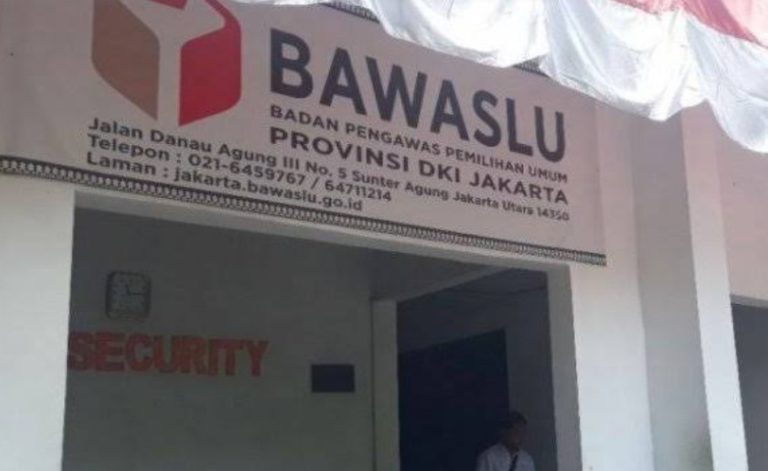 BAWASLU
BADAN PENGAWAS PEMILIHAN UMUM
PROVINSI DKI JAKARTA
Jalan Danau Agung III No. 5 Sunter Agung Jakarta Utara 14350
Telepon : 021-6459767 / 64711214
Laman : jakarta.bawaslu.go.id
SECURITY